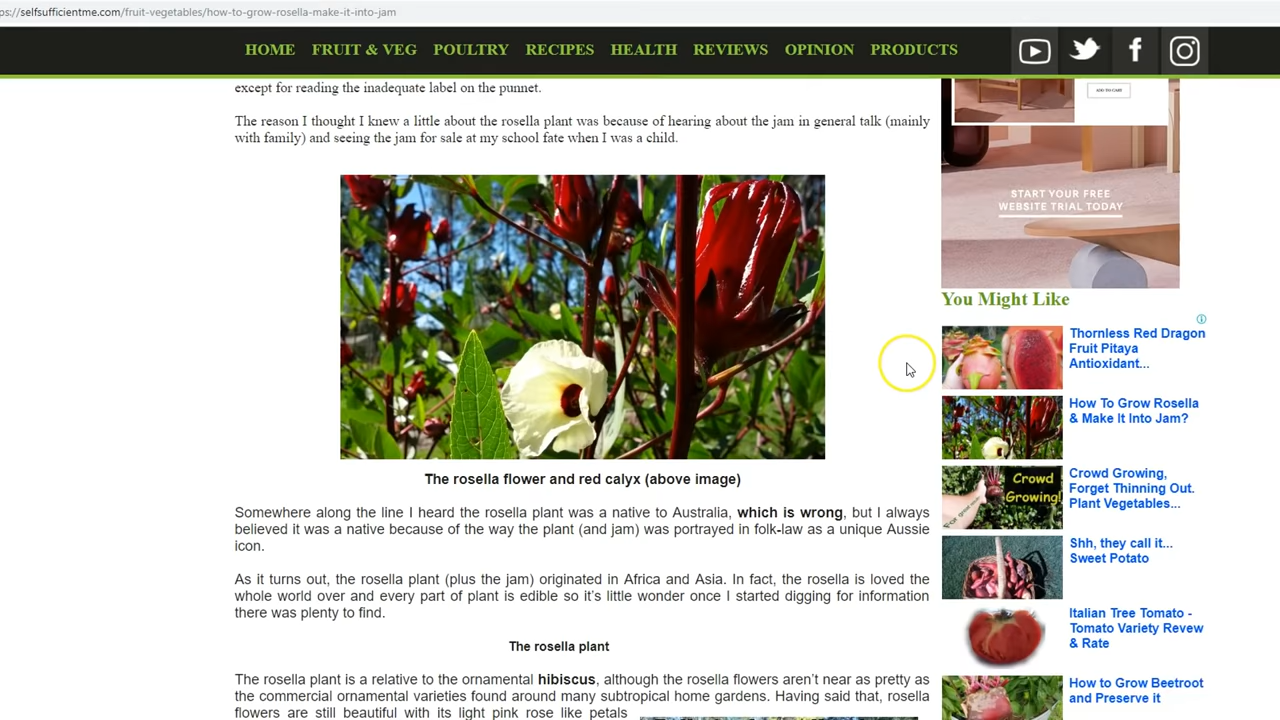 ps://selfsufficientme.com/fruit-vegetables/how-to-grow-rosella-make-it-into-jam
HOME FRUIT & VEG POULTRY RECIPES HEALTH REVIEWS OPINION PRODUCTS
except for reading the inadequate label on the punnet.
The reason I thought I knew a little about the rosella plant was because of hearing about the jam in general talk (mainly
with family) and seeing the jam for sale at my school fate when I was a child.
The rosella flower and red calyx (above image)
Somewhere along the line I heard the rosella plant was a native to Australia, which is wrong, but I always
believed it was a native because of the way the plant (and jam) was portrayed in folk-law as a unique Aussie
icon.
As it turns out, the rosella plant (plus the jam) originated in Africa and Asia. In fact, the rosella is loved the
whole world over and every part of plant is edible so it's little wonder once I started digging for information
there was plenty to find.
The rosella plant
The rosella plant is a relative to the ornamental hibiscus, although the rosella flowers aren't near as pretty as
the commercial ornamental varieties found around many subtropical home gardens. Having said that, rosella
flowers are still beautiful with its light pink rose like petals
ADD TO CART
START YOUR FREE
WEBSITE TRIAL TODAY
You Might Like
Thornless Red Dragon
Fruit Pitaya
Antioxidant...
How To Grow Rosella
& Make It Into Jam?
Crowd
Growing!
Crowd Growing,
Forget Thinning Out.
Plant Vegetables...
Shh, they call it...
Sweet Potato
Italian Tree Tomato -
Tomato Variety Revew
& Rate
How to Grow Beetroot
and Preserve it